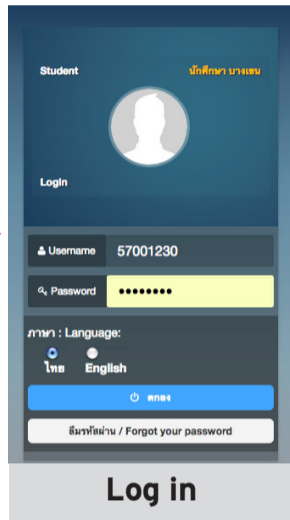 Student
นักศึกษา บางเขน
Login
Username
57001230
Password
ภาษา : Language:
ไทย
English
ตกลง
ลืมรหัสผ่าน / Forgot your password
Log in